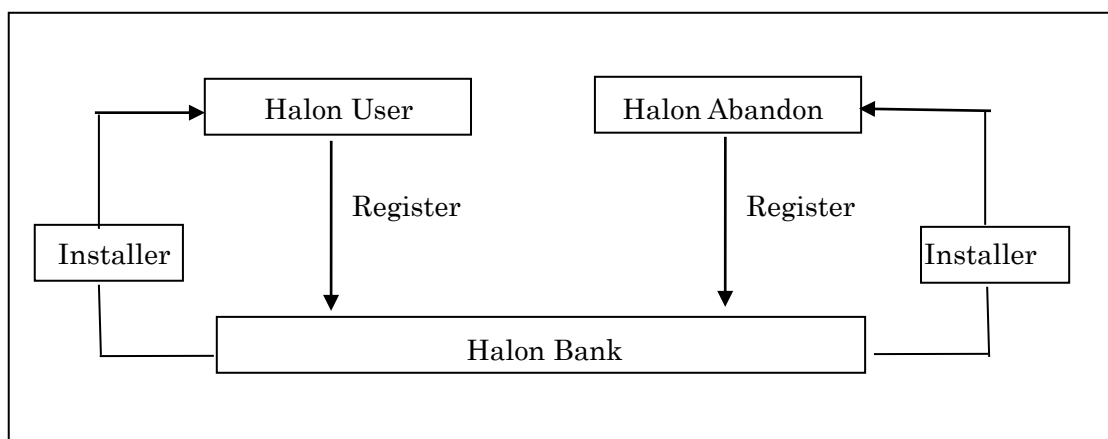 Halon User
Halon Abandon
Register
Register
Installer
Installer
Halon Bank